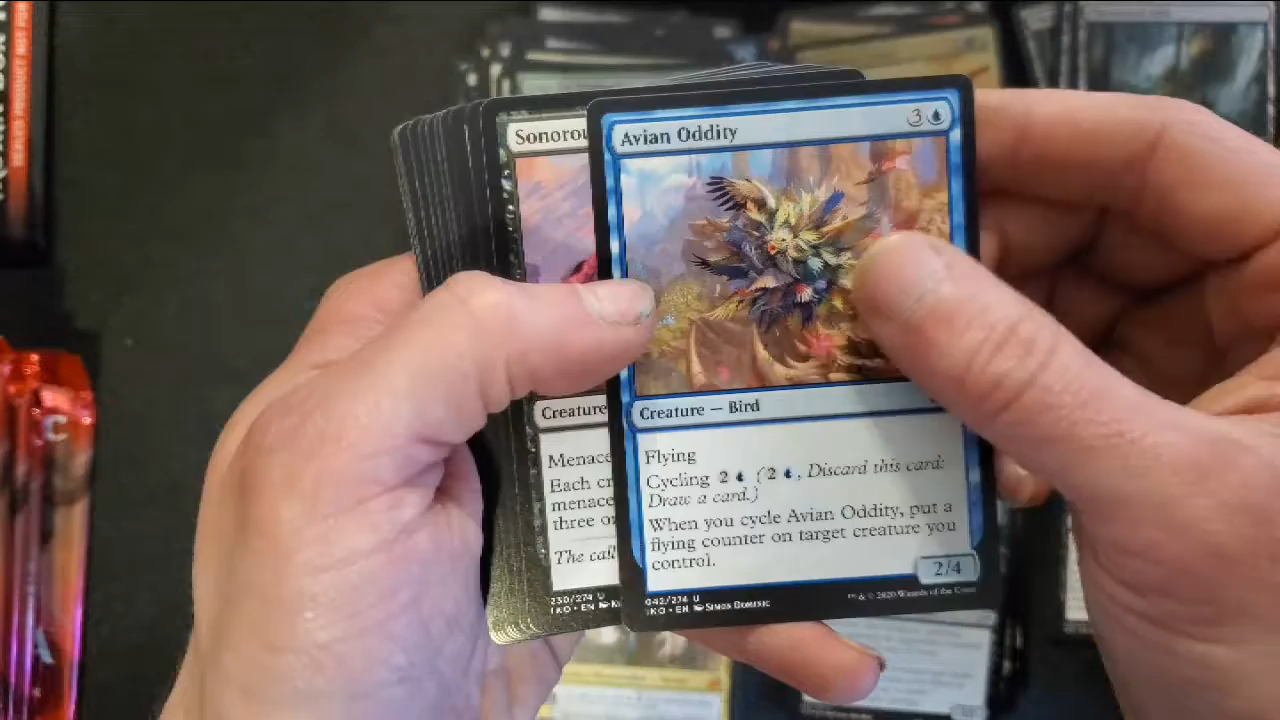 Avian Oddity 3
Creature — Bird
Flying
Cycling 2 (2 , Discard this card:
Draw a card.)
When you cycle Avian Oddity, put a
flying counter on target creature you
control.
2/4
042/274 U
IKO • EN SIMON DOMINIC
™ & © 2020 Wizards of the Coast
Sonorou
Creature
Menace
Each cr
menace
three o
The call
230/274 U
IKO • EN
C